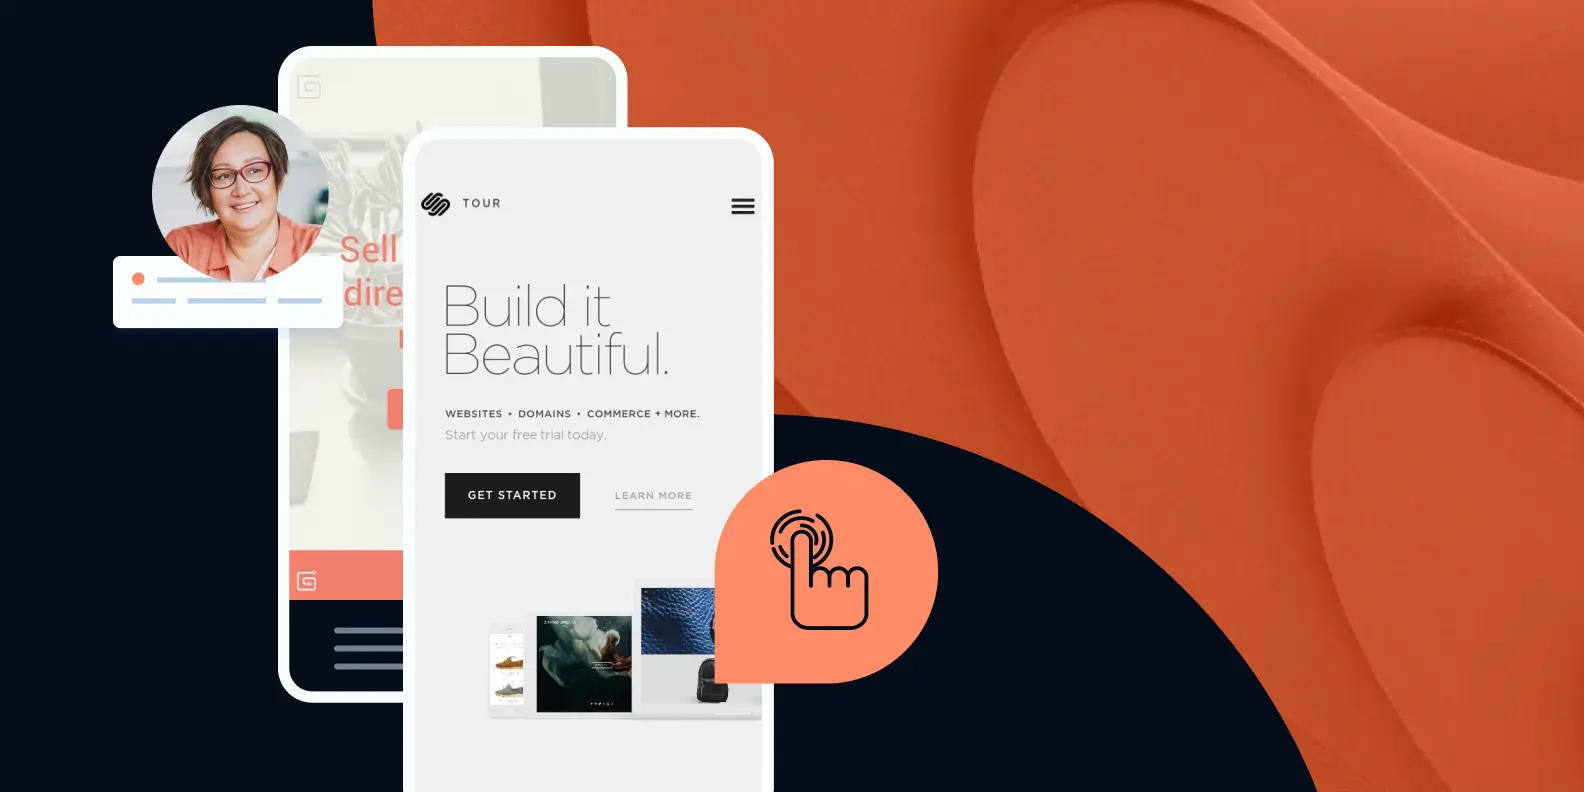 Sell
dire
TOUR
Build it
Beautiful.
WEBSITES • DOMAINS • COMMERCE + MORE.
Start your free trial today.
GET STARTED
LEARN MORE